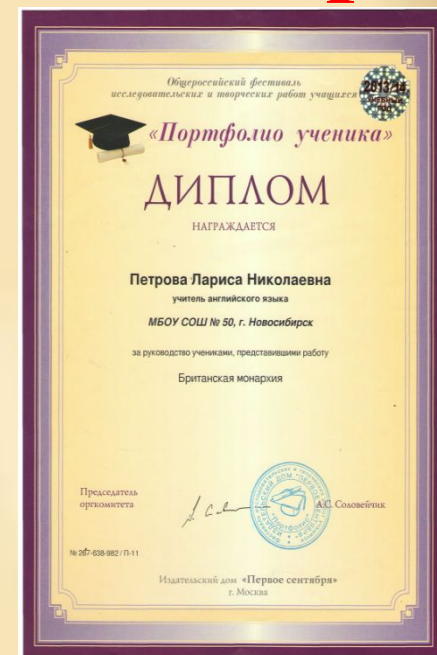 Общероссийский фестиваль
исследовательских и творческих работ учащихся
2013/14
учебный
год
«Портфолио ученика»
ДИПЛОМ
НАГРАЖДАЕТСЯ
Петрова Лариса Николаевна
учитель английского языка
МБОУ СОШ № 50, г. Новосибирск
за руководство учениками, представившими работу
Британская монархия
Председатель
оргкомитета
А.С. Соловейчик
№ 267-638-982 / П-11
Издательский дом «Первое сентября»
г. Москва